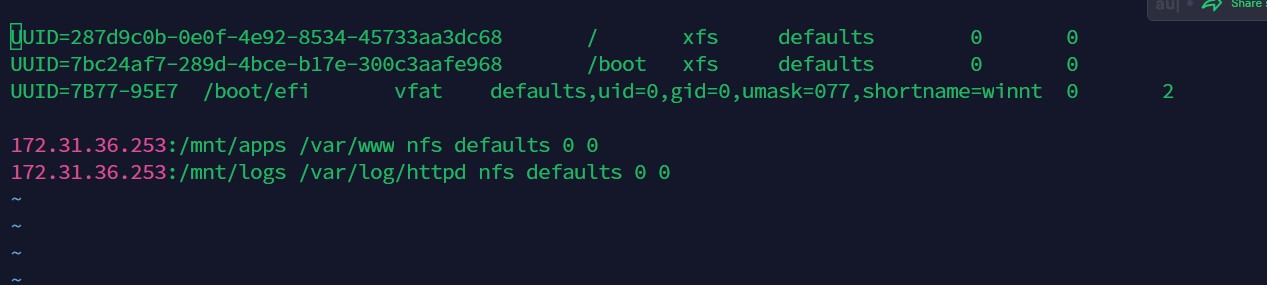 au|
Share s
UUID=287d9c0b-0e0f-4e92-8534-45733aa3dc68 / xfs defaults 0 0
UUID=7bc24af7-289d-4bce-b17e-300c3aafe968 /boot xfs defaults 0 0
UUID=7B77-95E7 /boot/efi vfat defaults,uid=0,gid=0,umask=077,shortname=winnt 0 2
172.31.36.253:/mnt/apps /var/www nfs defaults 0 0
172.31.36.253:/mnt/logs /var/log/httpd nfs defaults 0 0
~
~
~
~